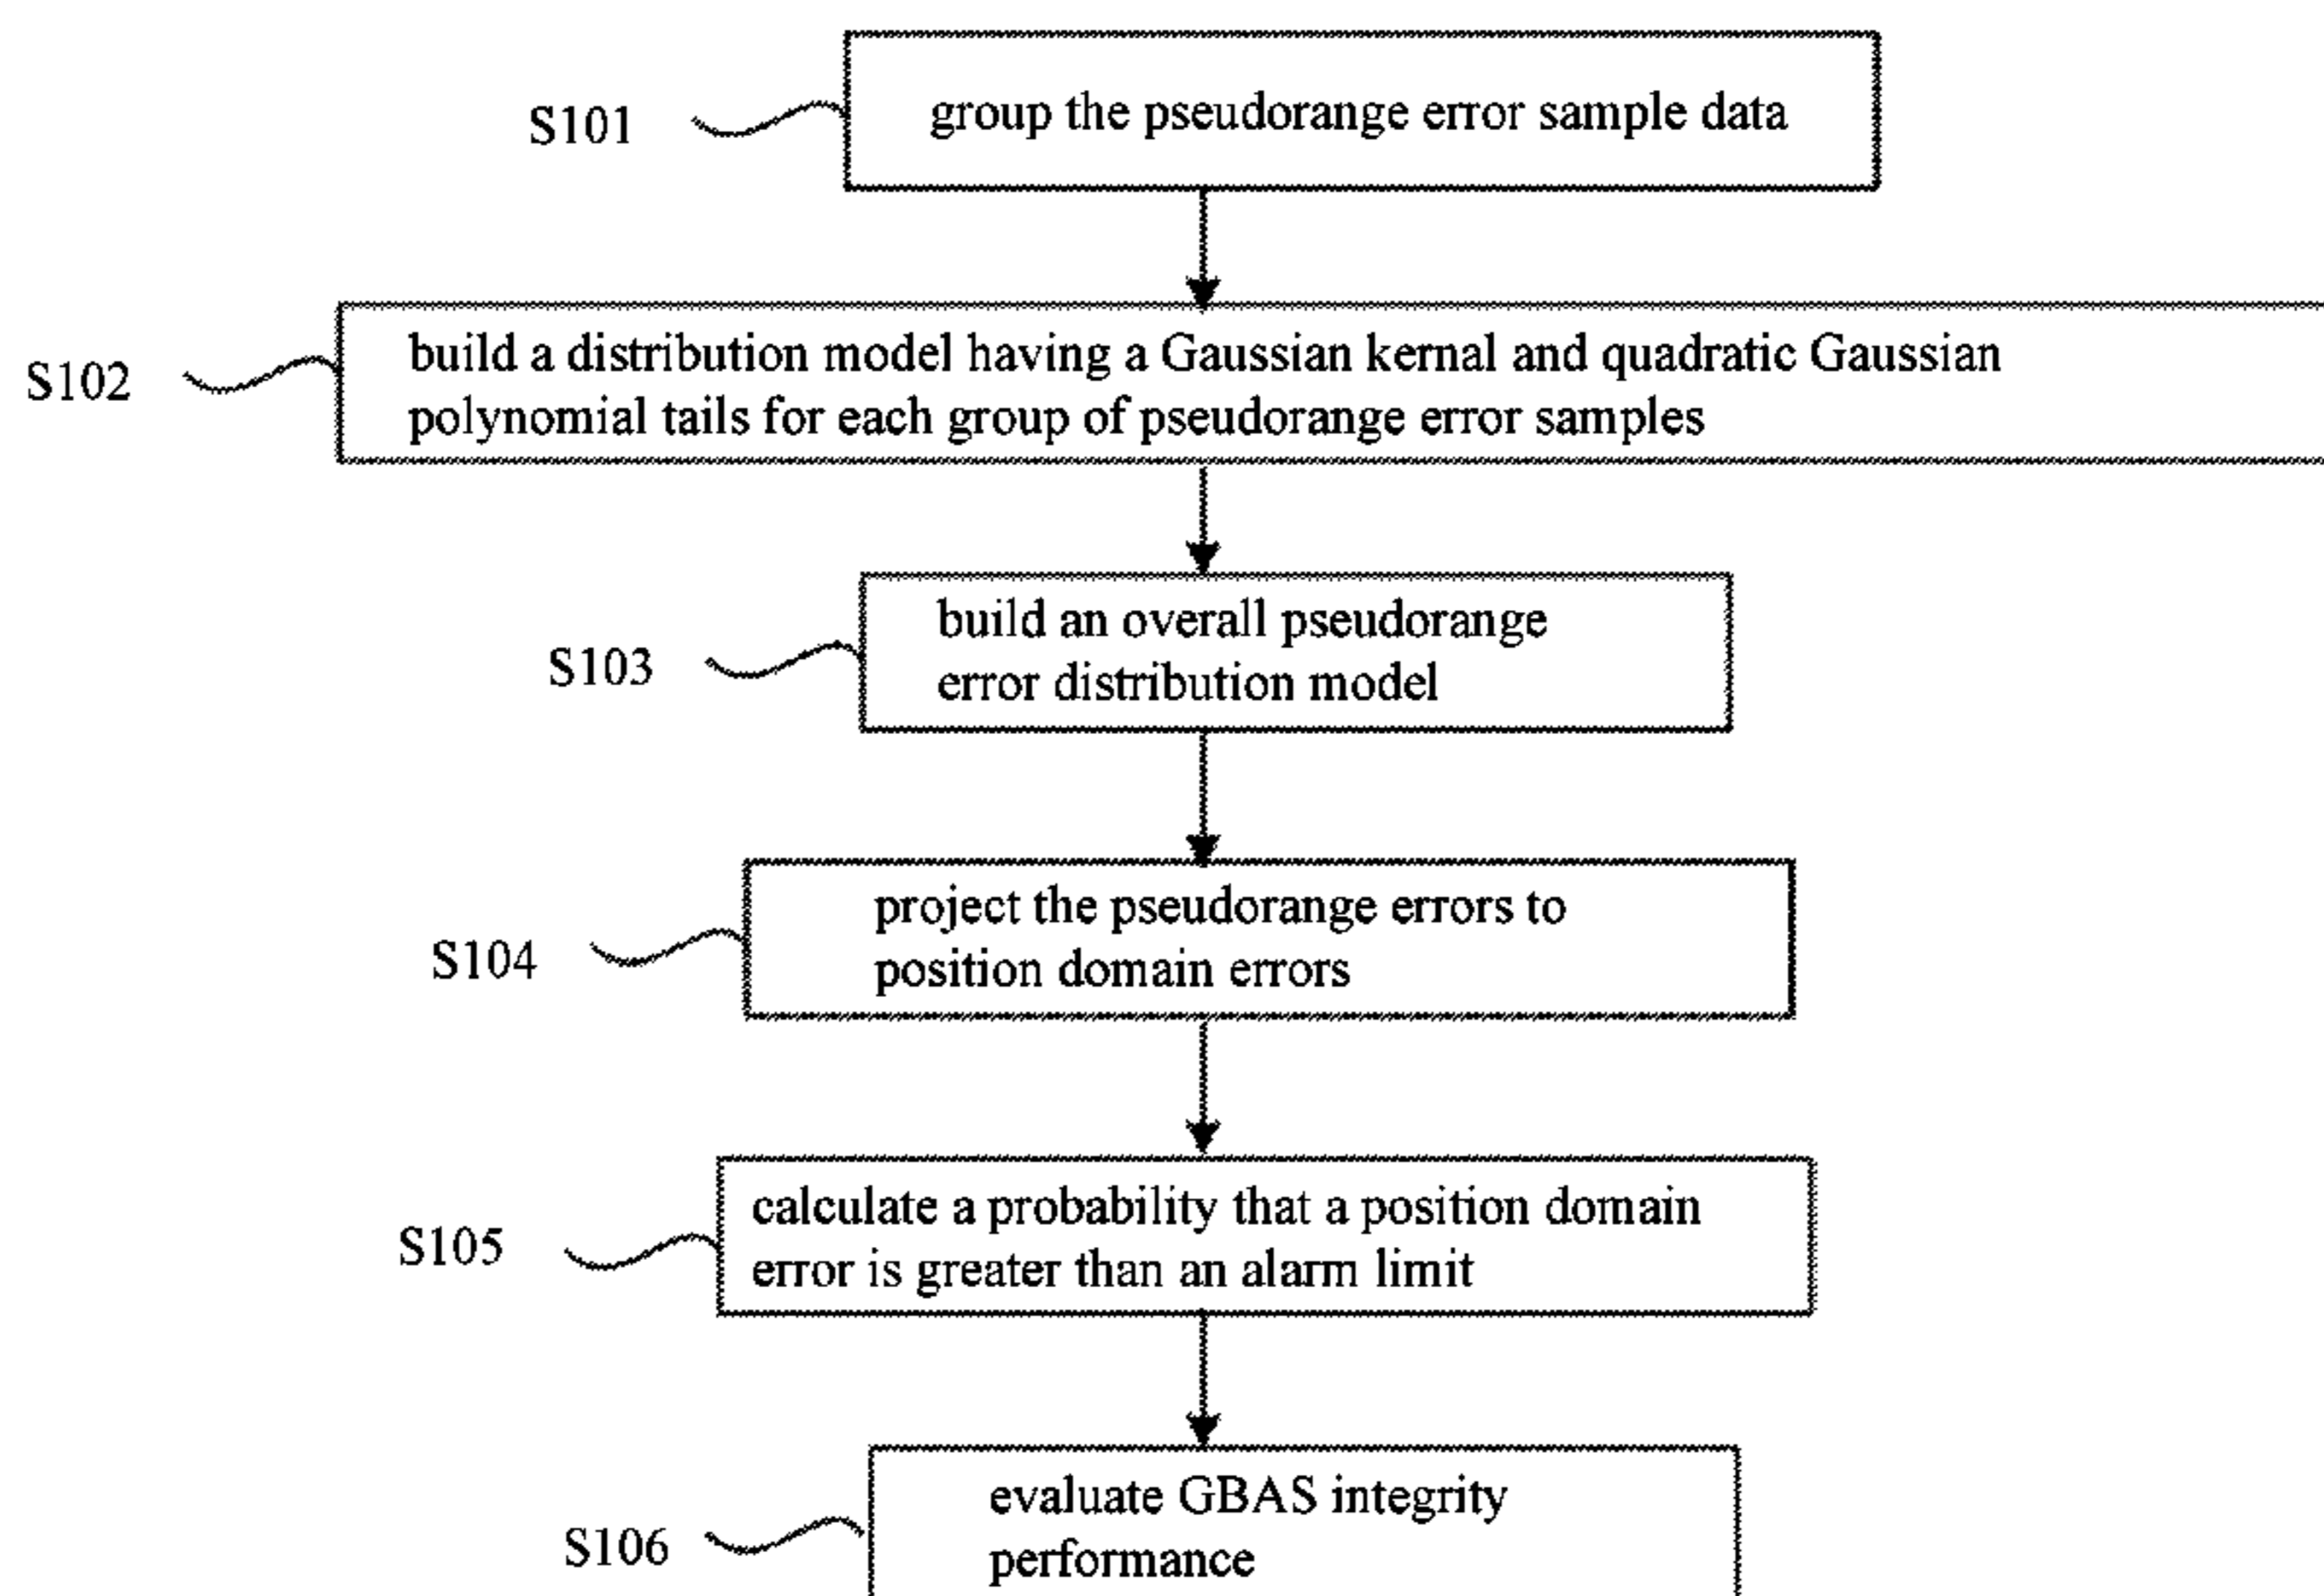 S101
group the pseudorange error sample data
S102
build a distribution model having a Gaussian kernal and quadratic Gaussian
polynomial tails for each group of pseudorange error samples
S103
build an overall pseudorange
error distribution model
S104
project the pseudorange errors to
position domain errors
S105
calculate a probability that a position domain
error is greater than an alarm limit
S106
evaluate GBAS integrity
performance